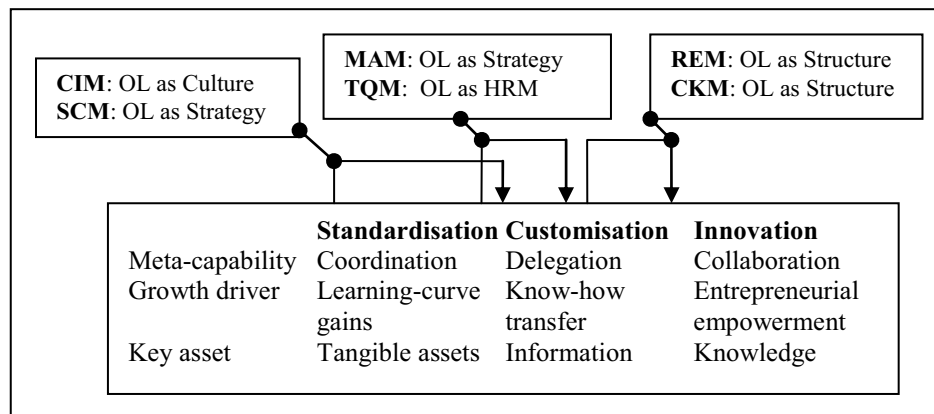 CIM: OL as Culture
SCM: OL as Strategy
MAM: OL as Strategy
TQM: OL as HRM
REM: OL as Structure
CKM: OL as Structure
Standardisation Customisation Innovation
Meta-capability Coordination Delegation Collaboration
Growth driver Learning-curve Know-how Entrepreneurial
gains transfer empowerment
Key asset Tangible assets Information Knowledge